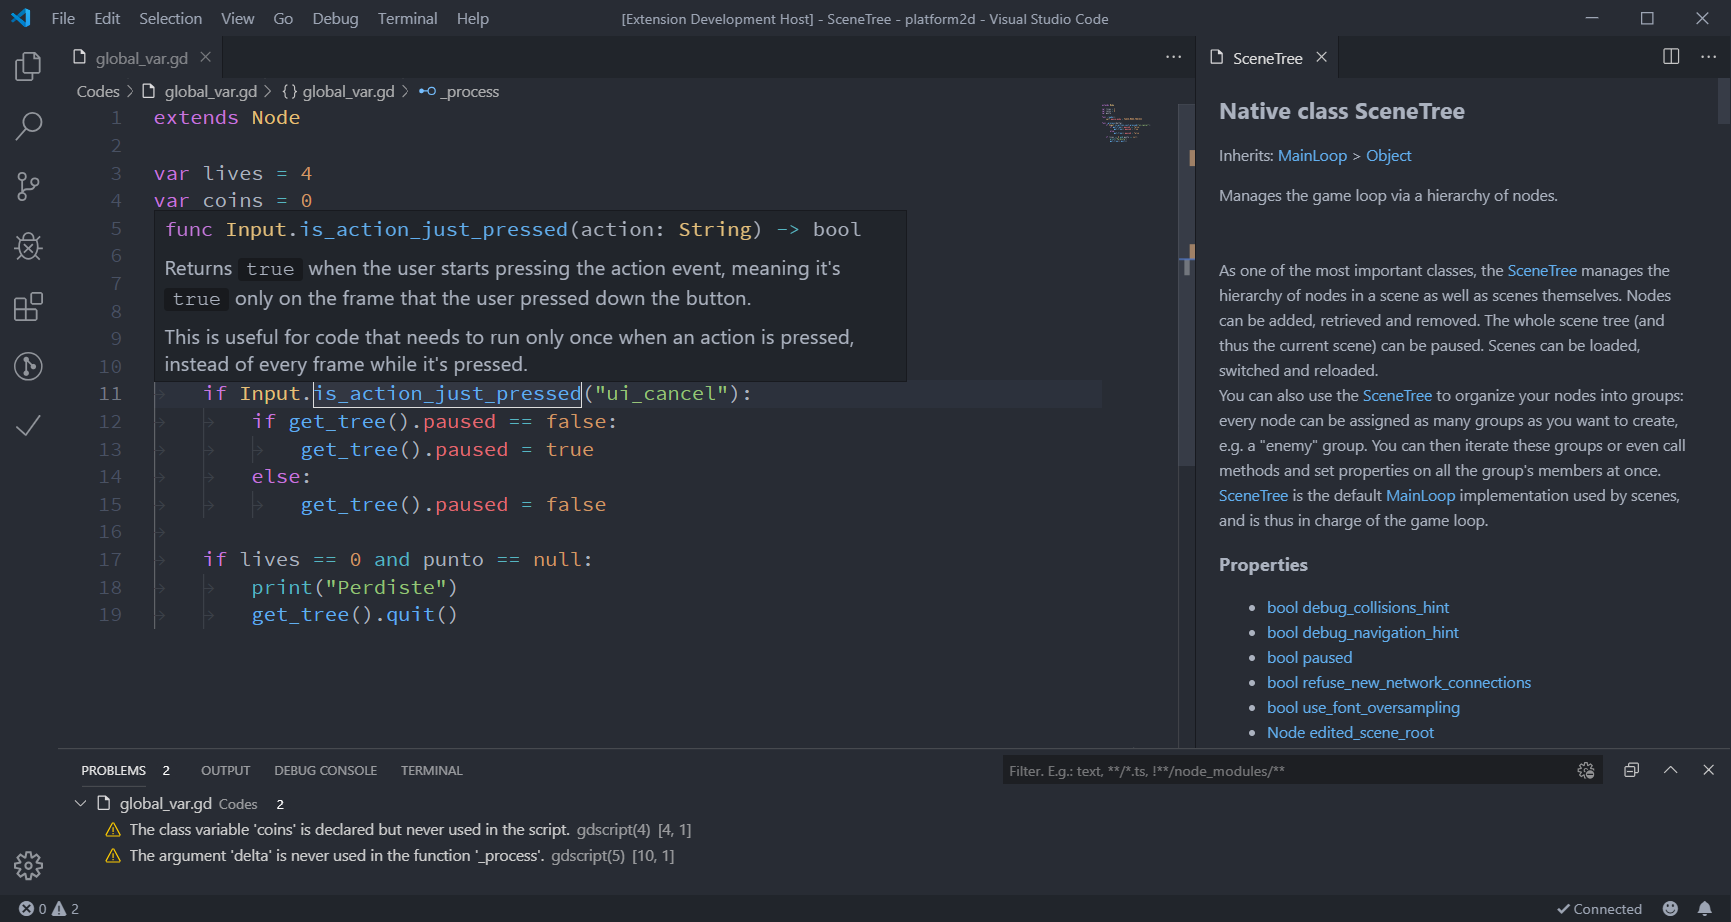 File Edit Selection View Go Debug Terminal Help
[Extension Development Host] - SceneTree - platform2d - Visual Studio Code
global_var.gd
Codes > global_var.gd > {} global_var.gd > _process
1 extends Node
2
3 var lives = 4
4 var coins = 0
5
6
7
8
9
10
func Input.is_action_just_pressed(action: String) -> bool
Returns true when the user starts pressing the action event, meaning it's
true only on the frame that the user pressed down the button.
This is useful for code that needs to run only once when an action is pressed,
instead of every frame while it's pressed.
11 if Input.is_action_just_pressed("ui_cancel"):
12 if get_tree().paused == false:
13 get_tree().paused = true
14 else:
15 get_tree().paused = false
16
17 if lives == 0 and punto == null:
18 print("Perdiste")
19 get_tree().quit()
SceneTree
Native class SceneTree
Inherits: MainLoop > Object
Manages the game loop via a hierarchy of nodes.
As one of the most important classes, the SceneTree manages the
hierarchy of nodes in a scene as well as scenes themselves. Nodes
can be added, retrieved and removed. The whole scene tree (and
thus the current scene) can be paused. Scenes can be loaded,
switched and reloaded.
You can also use the SceneTree to organize your nodes into groups:
every node can be assigned as many groups as you want to create,
e.g. a "enemy" group. You can then iterate these groups or even call
methods and set properties on all the group's members at once.
SceneTree is the default MainLoop implementation used by scenes,
and is thus in charge of the game loop.
Properties
• bool debug_collisions_hint
• bool debug_navigation_hint
• bool paused
• bool refuse_new_network_connections
• bool use_font_oversampling
• Node edited_scene_root
PROBLEMS 2 OUTPUT DEBUG CONSOLE TERMINAL
Filter. E.g.: text, **/*.ts, !**/node_modules/**
global_var.gd Codes 2
The class variable 'coins' is declared but never used in the script. gdscript(4) [4, 1]
The argument 'delta' is never used in the function '_process'. gdscript(5) [10, 1]
0 2
Connected